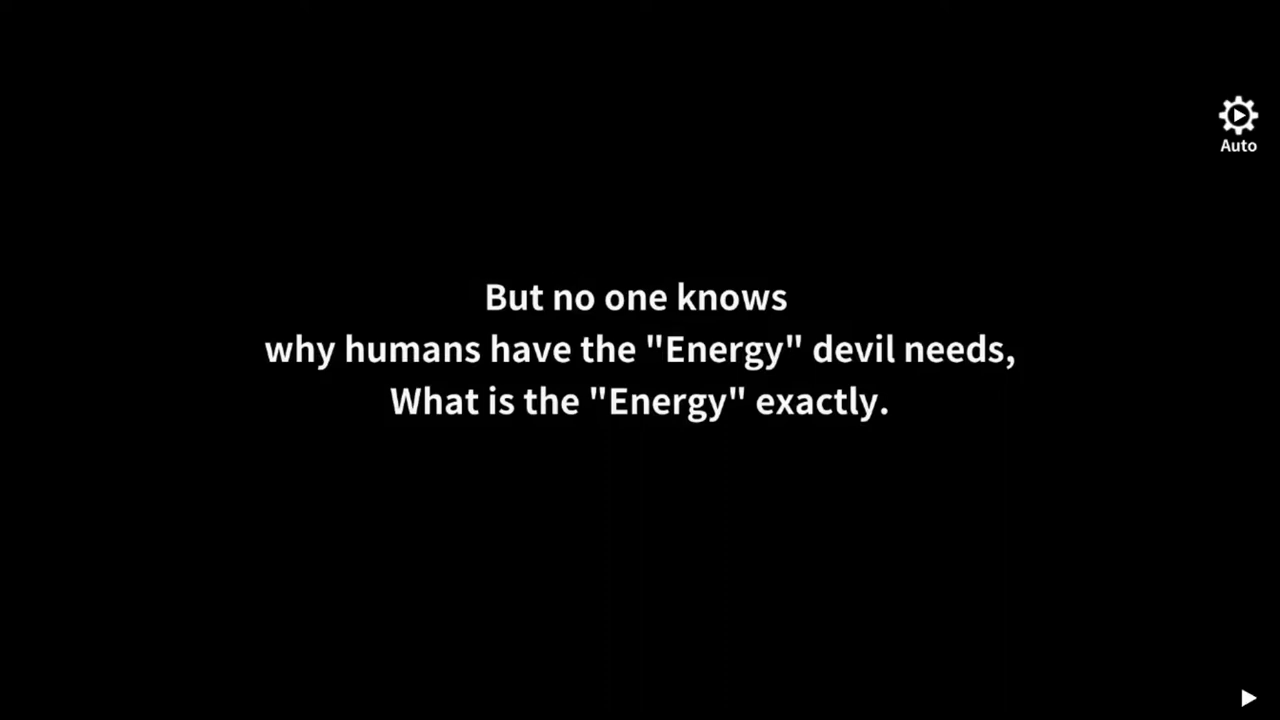 Auto
But no one knows
why humans have the "Energy" devil needs,
What is the "Energy" exactly.